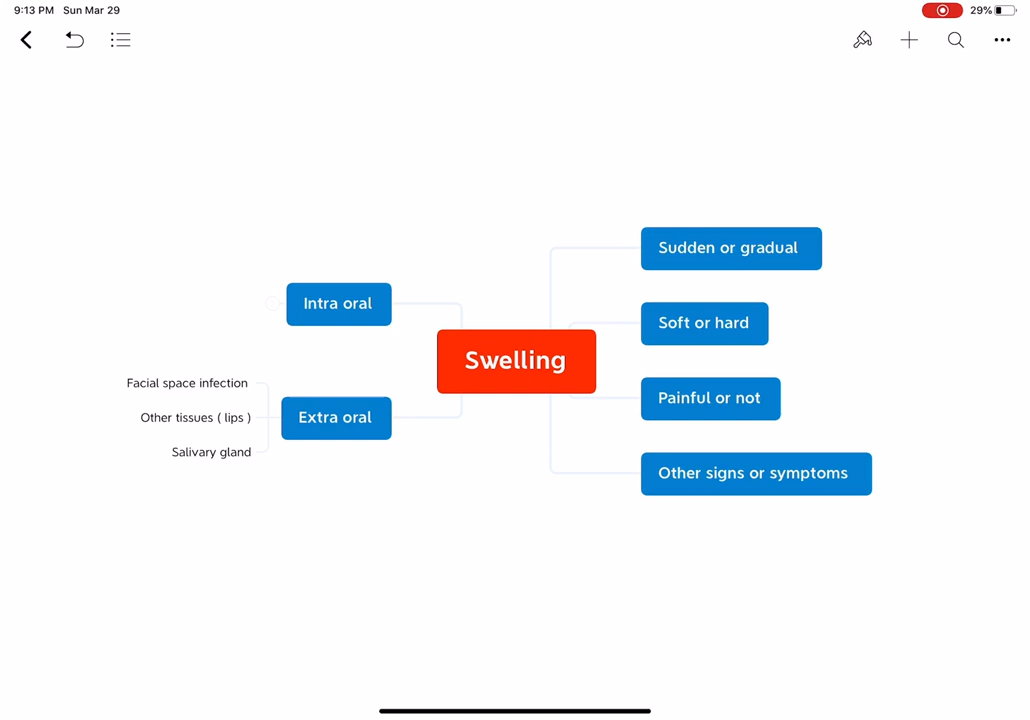 9:13 PM Sun Mar 29
29%
Sudden or gradual
Intra oral
Soft or hard
Swelling
Facial space infection
Painful or not
Other tissues ( lips )
Extra oral
Salivary gland
Other signs or symptoms